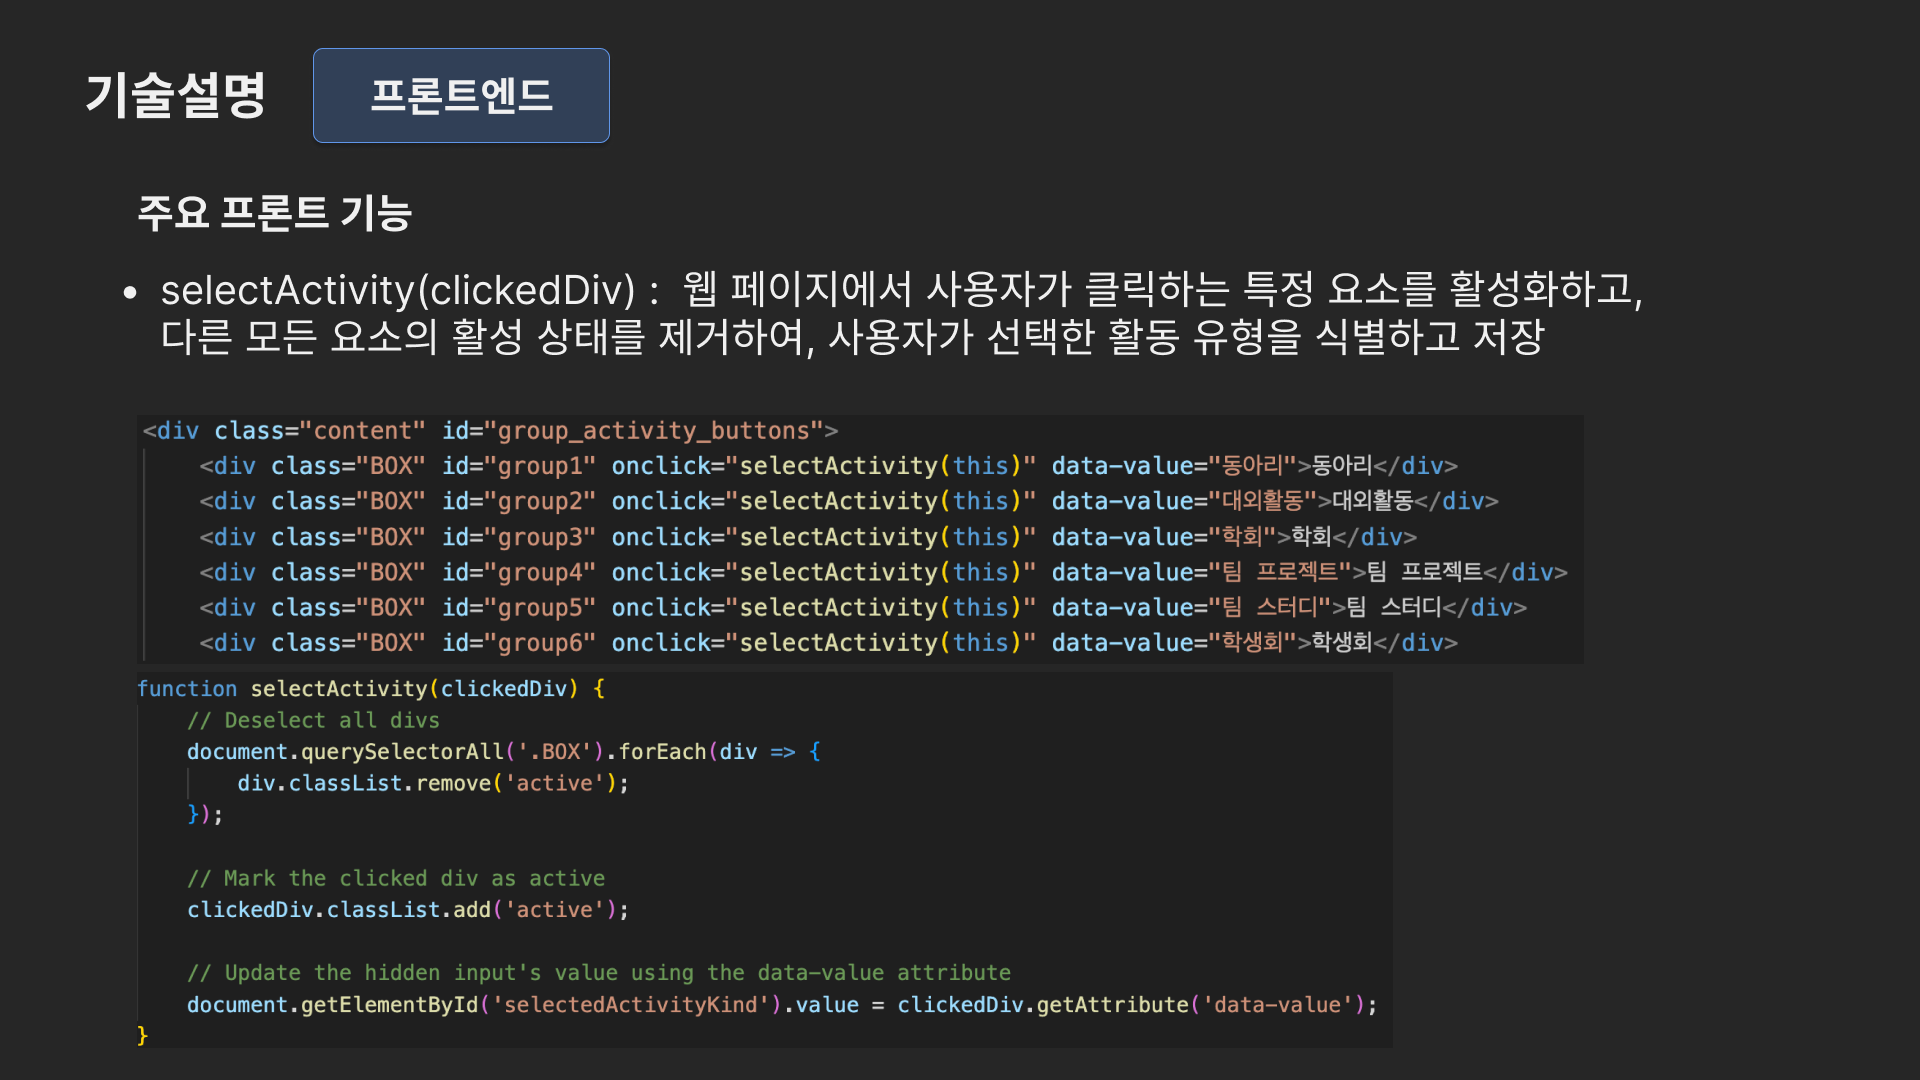 기술설명
프론트엔드
주요 프론트 기능
• selectActivity(clickedDiv) :  웹 페이지에서 사용자가 클릭하는 특정 요소를 활성화하고,
다른 모든 요소의 활성 상태를 제거하여, 사용자가 선택한 활동 유형을 식별하고 저장
<div class="content" id="group_activity_buttons">
    <div class="BOX" id="group1" onclick="selectActivity(this)" data-value="동아리">동아리</div>
    <div class="BOX" id="group2" onclick="selectActivity(this)" data-value="대외활동">대외활동</div>
    <div class="BOX" id="group3" onclick="selectActivity(this)" data-value="학회">학회</div>
    <div class="BOX" id="group4" onclick="selectActivity(this)" data-value="팀 프로젝트">팀 프로젝트</div>
    <div class="BOX" id="group5" onclick="selectActivity(this)" data-value="팀 스터디">팀 스터디</div>
    <div class="BOX" id="group6" onclick="selectActivity(this)" data-value="학생회">학생회</div>
function selectActivity(clickedDiv) {
    // Deselect all divs
    document.querySelectorAll('.BOX').forEach(div => {
        div.classList.remove('active');
    });
    // Mark the clicked div as active
    clickedDiv.classList.add('active');
    // Update the hidden input's value using the data-value attribute
    document.getElementById('selectedActivityKind').value = clickedDiv.getAttribute('data-value');
}